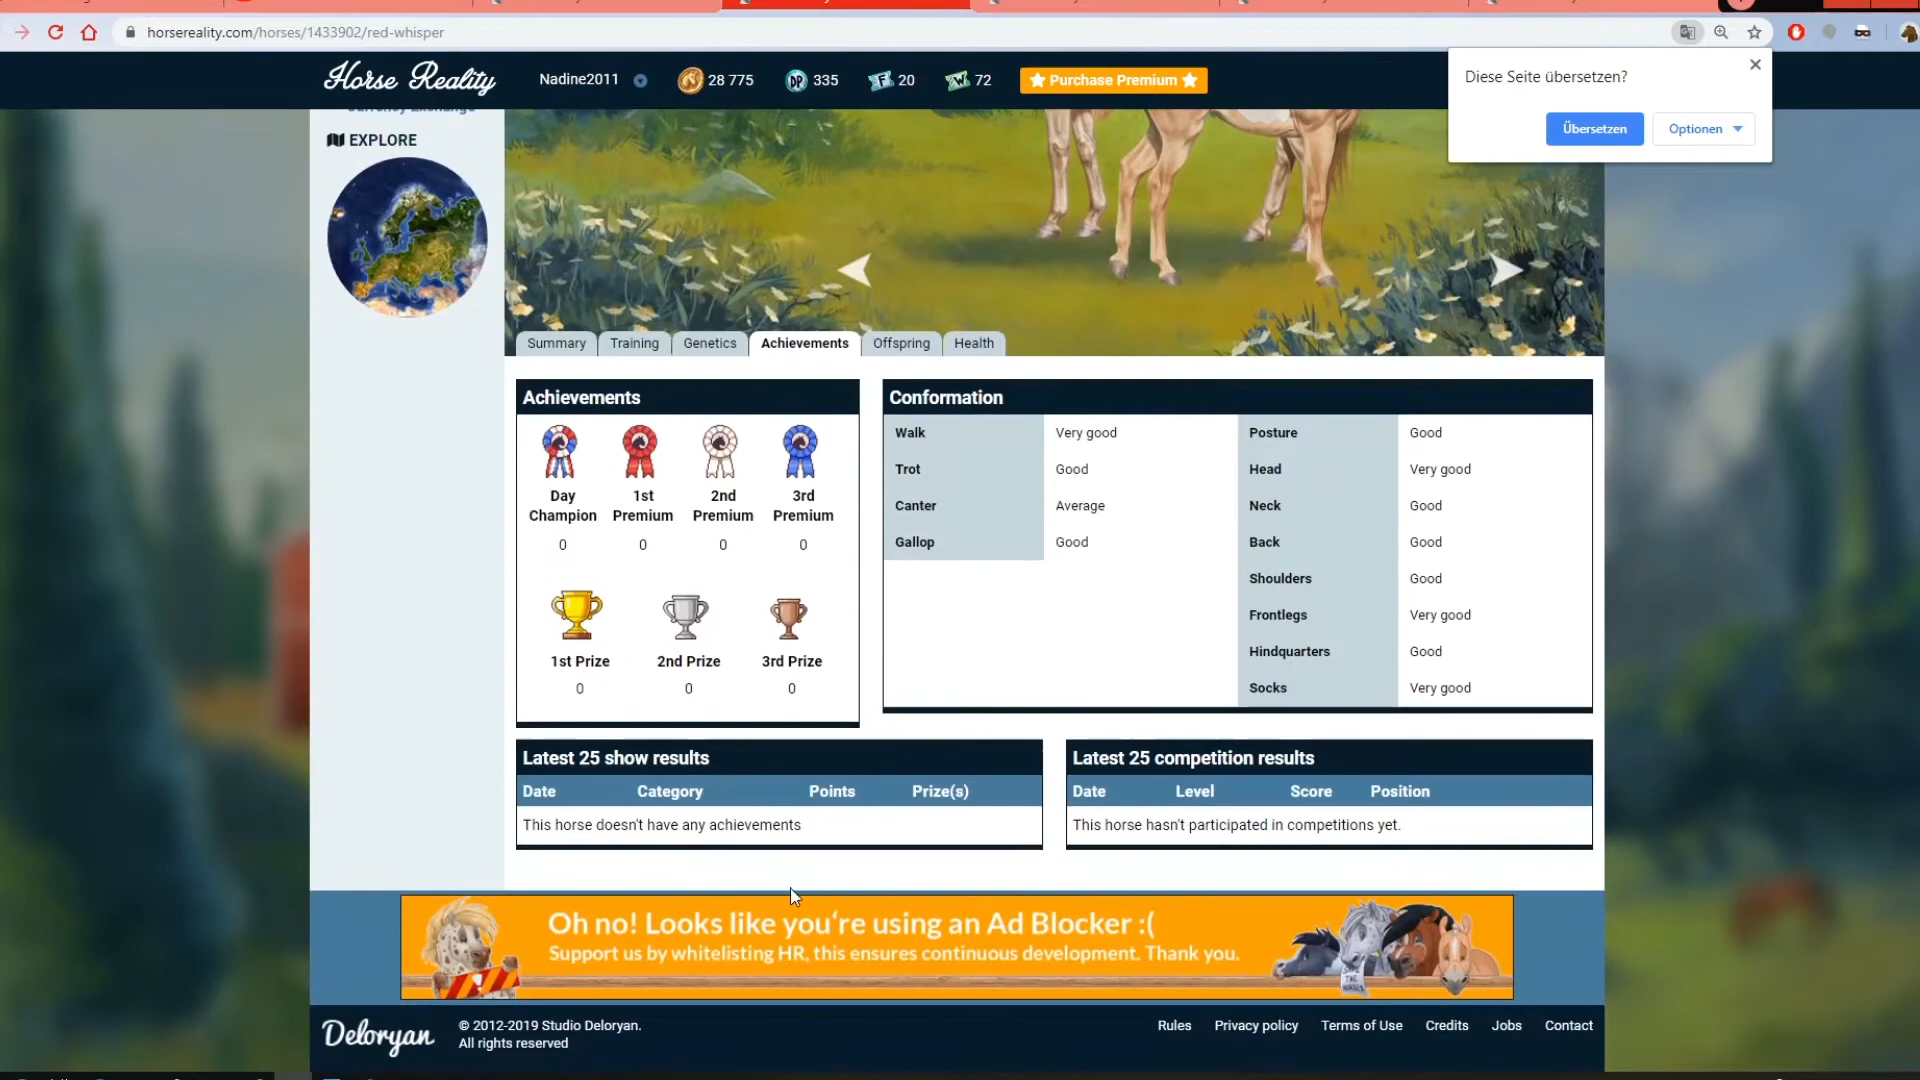 horsereality.com/horses/1433902/red-whisper
Diese Seite übersetzen?
Übersetzen
Optionen
Horse Reality
Nadine2011
28 775
DP
335
F
20
W
72
Purchase Premium
Currency Exchange
EXPLORE
Summary
Training
Genetics
Achievements
Offspring
Health
Achievements
Day Champion
1st Premium
2nd Premium
3rd Premium
0
0
0
0
1st Prize
2nd Prize
3rd Prize
0
0
0
Conformation
Walk Very good
Trot Good
Canter Average
Gallop Good
Posture Good
Head Very good
Neck Good
Back Good
Shoulders Good
Frontlegs Very good
Hindquarters Good
Socks Very good
Latest 25 show results
Date Category Points Prize(s)
This horse doesn't have any achievements
Latest 25 competition results
Date Level Score Position
This horse hasn't participated in competitions yet.
Oh no! Looks like you‘re using an Ad Blocker :(
Support us by whitelisting HR, this ensures continuous development. Thank you.
Deloryan
© 2012-2019 Studio Deloryan.
All rights reserved
Rules
Privacy policy
Terms of Use
Credits
Jobs
Contact